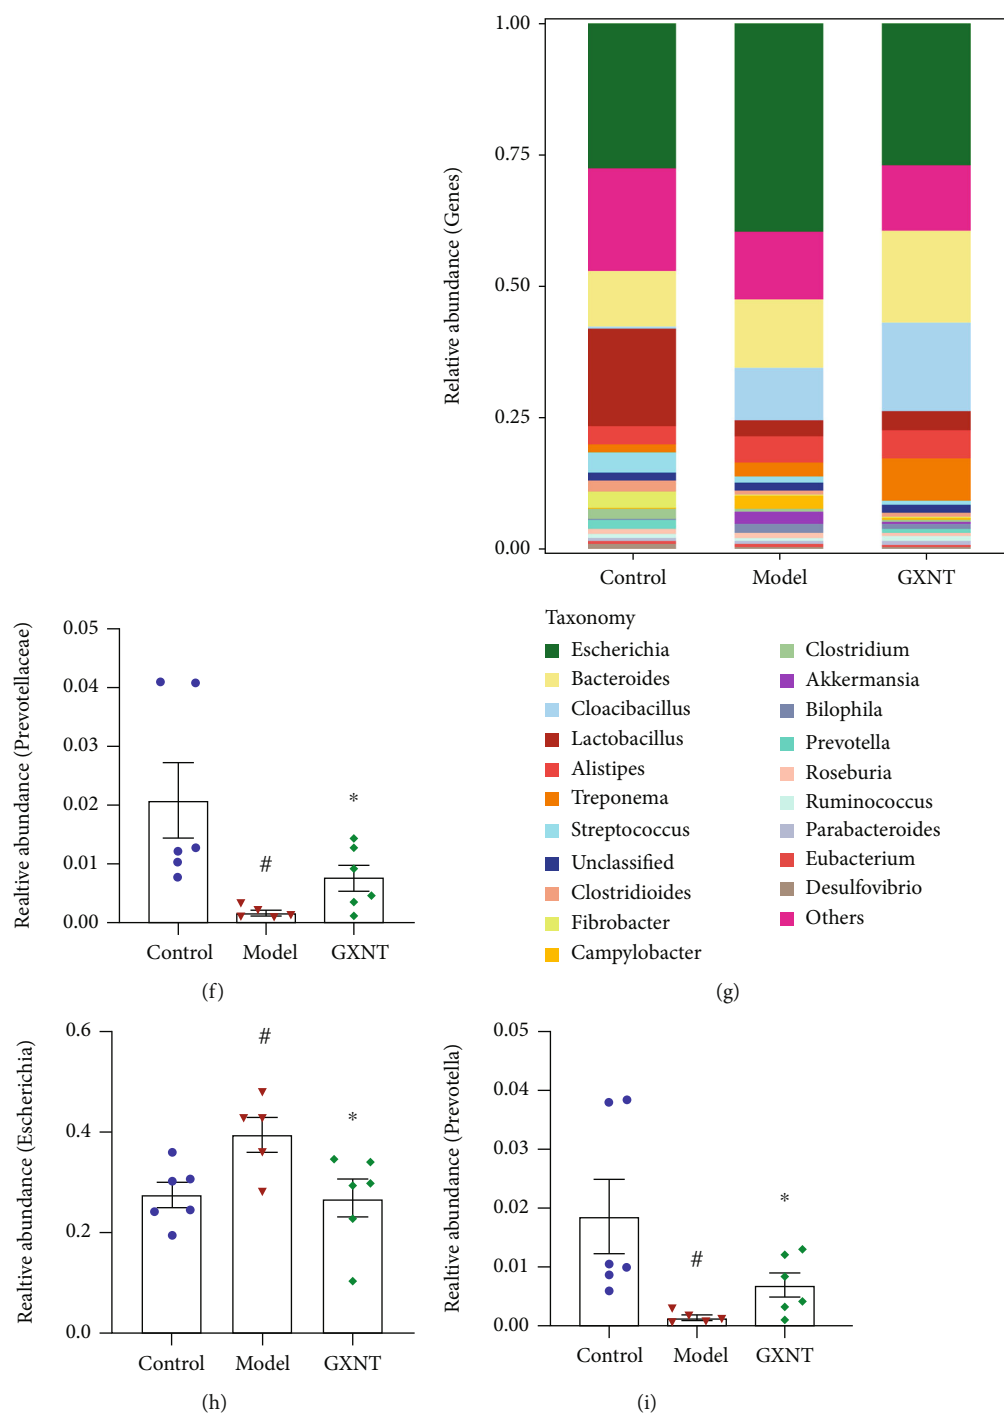 Relative abundance (Genes)
1.00
0.75
0.50
0.25
0.00
Control
Model
GXNT
Taxonomy
Escherichia
Bacteroides
Cloacibacillus
Lactobacillus
Alistipes
Treponema
Streptococcus
Unclassified
Clostridioides
Fibrobacter
Campylobacter
Clostridium
Akkermansia
Bilophila
Prevotella
Roseburia
Ruminococcus
Parabacteroides
Eubacterium
Desulfovibrio
Others
(g)
Realtive abundance (Prevotellaceae)
0.05
0.04
0.03
0.02
0.01
0.00
#
*
Control
Model
GXNT
(f)
Realtive abundance (Escherichia)
0.6
0.4
0.2
0.0
#
*
Control
Model
GXNT
(h)
Realtive abundance (Prevotella)
0.05
0.04
0.03
0.02
0.01
0.00
#
*
Control
Model
GXNT
(i)